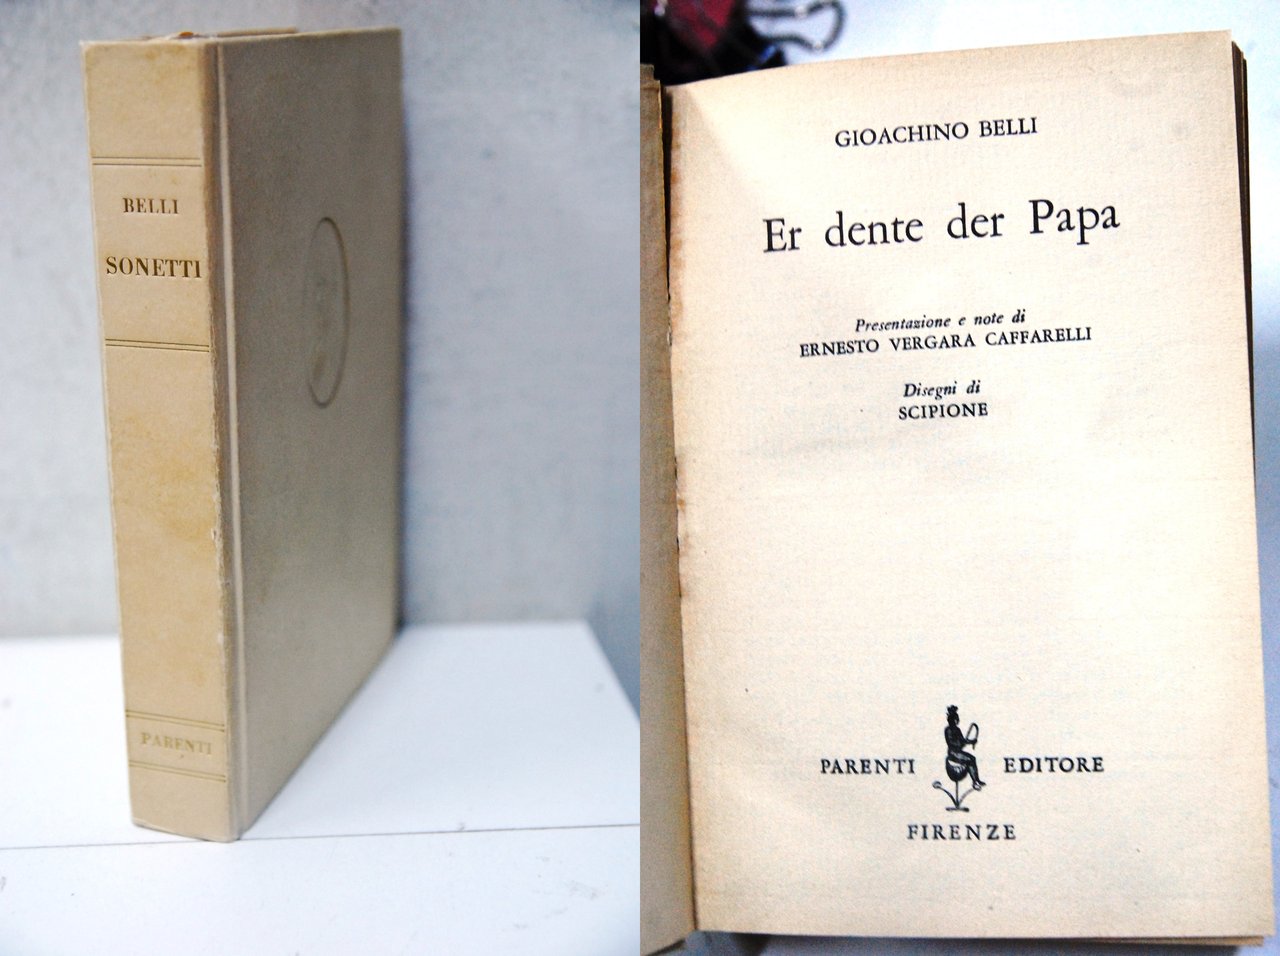 BELLI
SONETTI
PARENTI
GIOACHINO BELLI
Er dente der Papa
Presentazione e note di
ERNESTO VERGARA CAFFARELLI
Disegni di
SCIPIONE
PARENTI EDITORE
FIRENZE